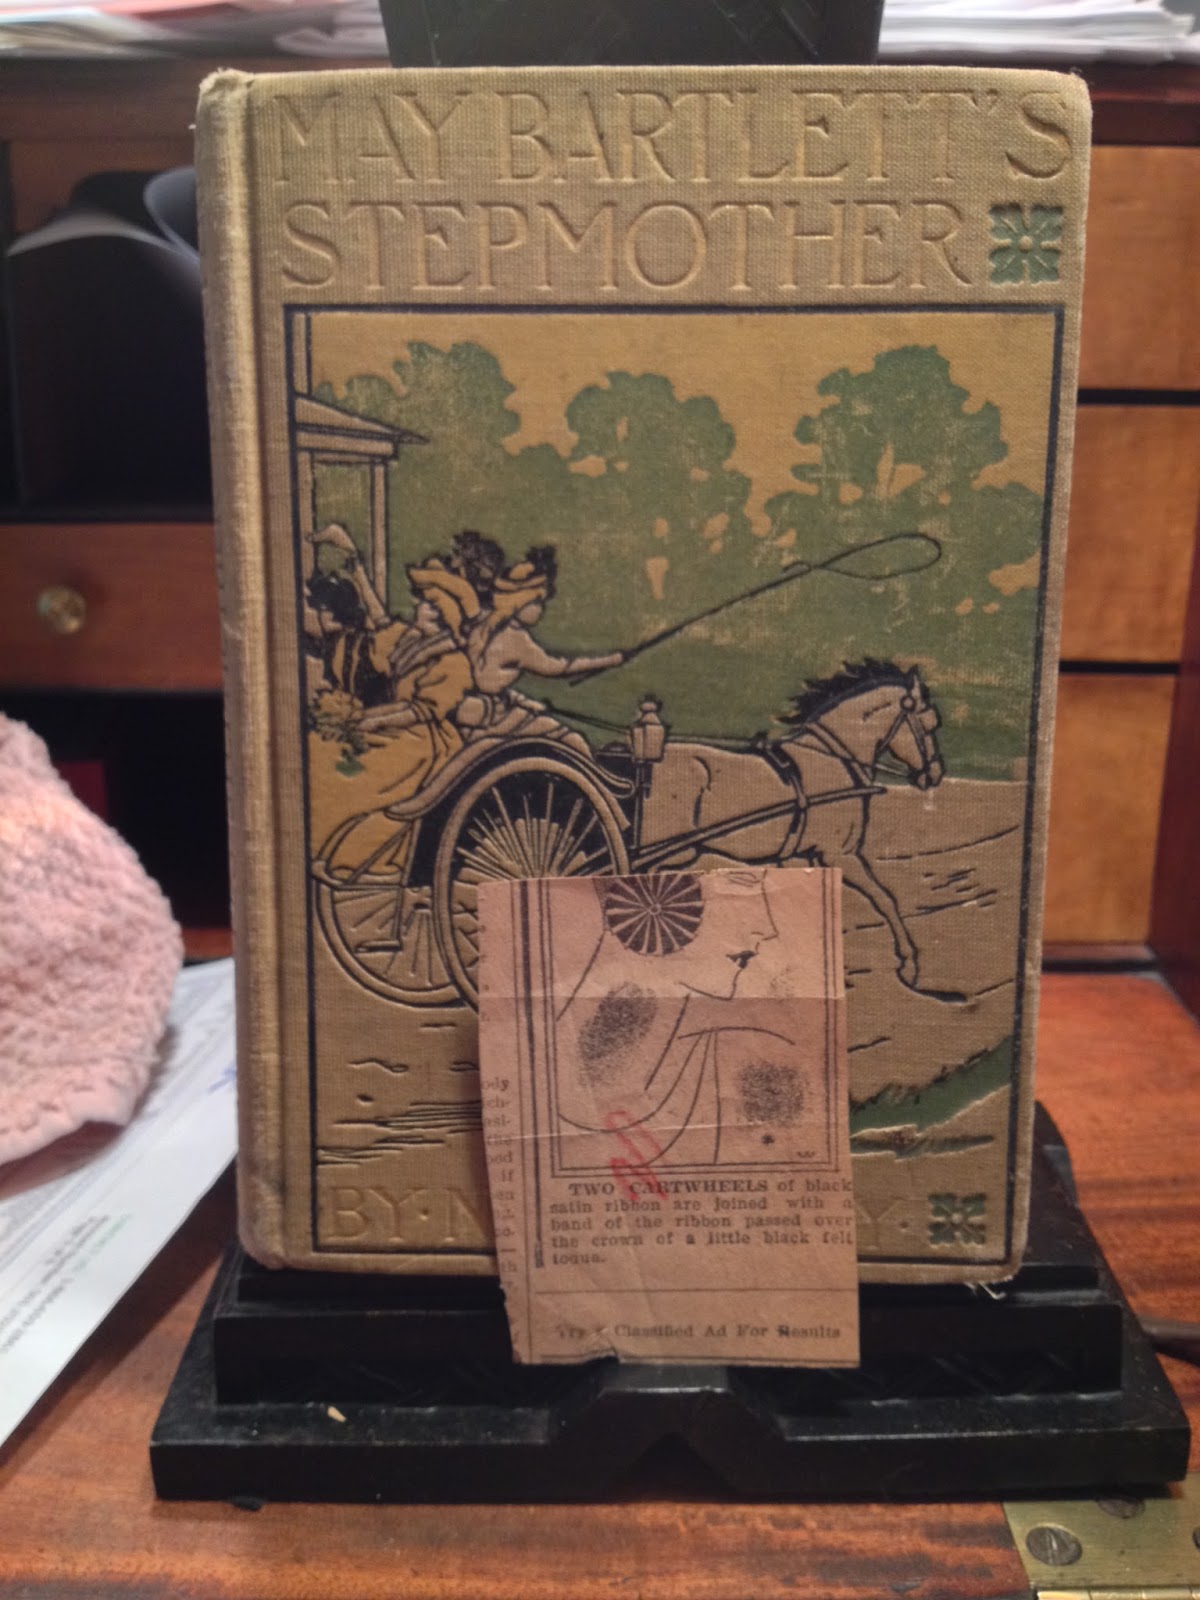 MAY BARTLETT'S
STEPMOTHER
TWO CARTWHEELS of black
satin ribbon are joined with a
band of the ribbon passed over
the crown of a little black felt
toque.
Try a Classified Ad For Results
BY
W